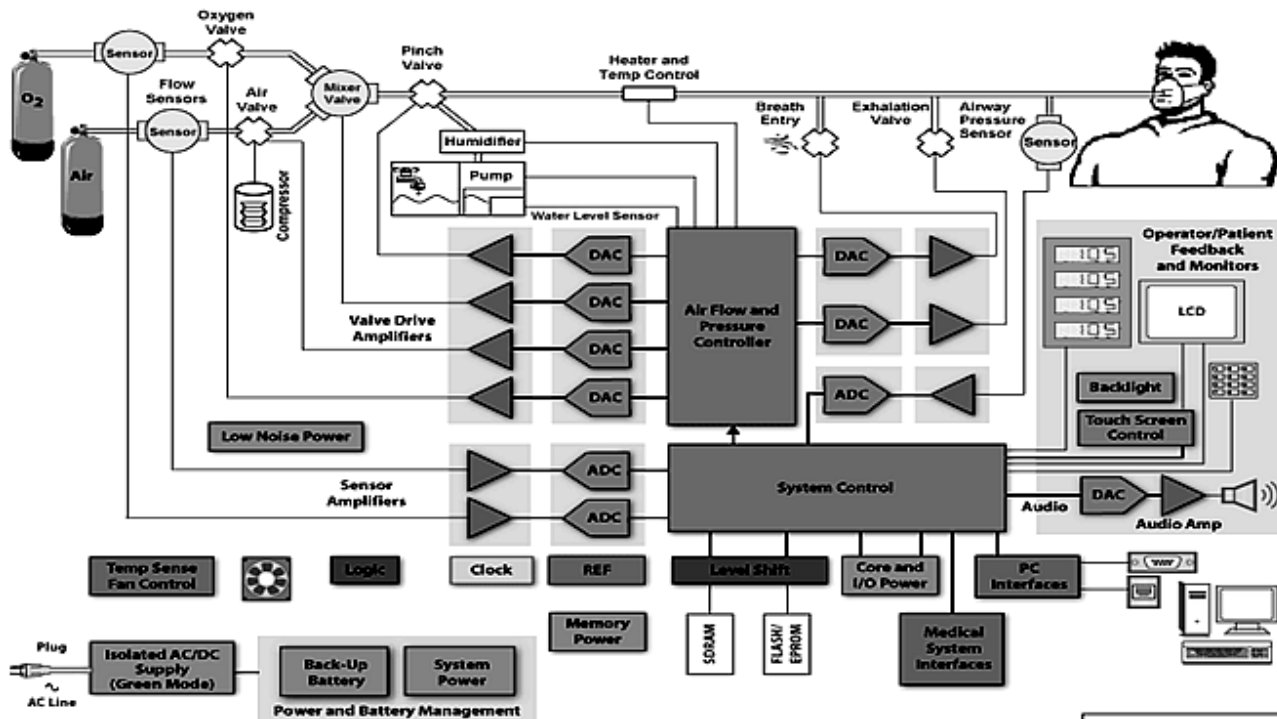 Oxygen
Valve
Sensor
O2
Flow
Sensors
Air
Valve
Sensor
Air
Compressor
Mixer
Valve
Pinch
Valve
Heater and
Temp Control
Humidifier
Pump
Water Level Sensor
Breath
Entry
Exhalation
Valve
Airway
Pressure
Sensor
Sensor
Operator/Patient
Feedback
and Monitors
105
105
105
105
LCD
Backlight
Touch Screen
Control
Valve Drive
Amplifiers
DAC
DAC
DAC
DAC
Air Flow and
Pressure
Controller
DAC
DAC
ADC
Low Noise Power
Sensor
Amplifiers
ADC
ADC
System Control
Audio
DAC
Audio Amp
Temp Sense
Fan Control
Logic
Clock
REF
Level Shift
Core and
I/O Power
PC
Interfaces
Memory
Power
SDRAM
FLASH/
EPROM
Medical
System
Interfaces
Plug
~
AC Line
Isolated AC/DC
Supply
(Green Mode)
Back-Up
Battery
System
Power
Power and Battery Management